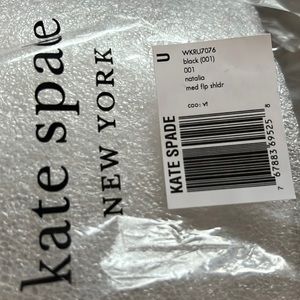 kate spade
NEW YORK
U
WKRU7076
black (001)
001
natalia
med flp shldr
coo: vt
KATE SPADE
7 67883 69525 8